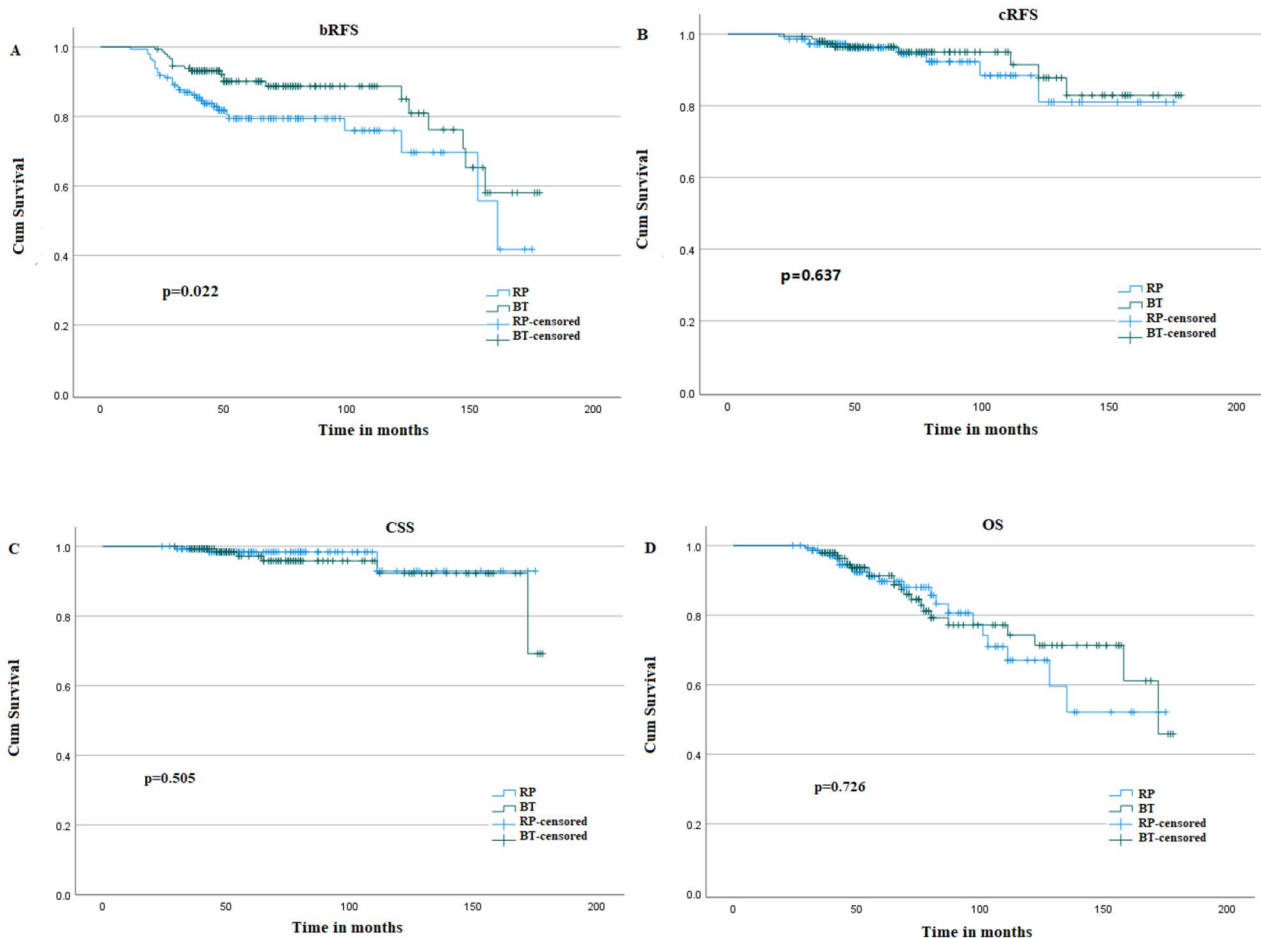 A
bRFS
Cum Survival
1.0
0.8
0.6
0.4
0.2
0.0
p=0.022
RP
BT
RP-censored
BT-censored
0 50 100 150 200
Time in months
B
cRFS
Cum Survival
1.0
0.8
0.6
0.4
0.2
0.0
p=0.637
RP
BT
RP-censored
BT-censored
0 50 100 150 200
Time in months
C
CSS
Cum Survival
1.0
0.8
0.6
0.4
0.2
0.0
p=0.505
RP
BT
RP-censored
BT-censored
0 50 100 150 200
Time in months
D
OS
Cum Survival
1.0
0.8
0.6
0.4
0.2
0.0
p=0.726
RP
BT
RP-censored
BT-censored
0 50 100 150 200
Time in months